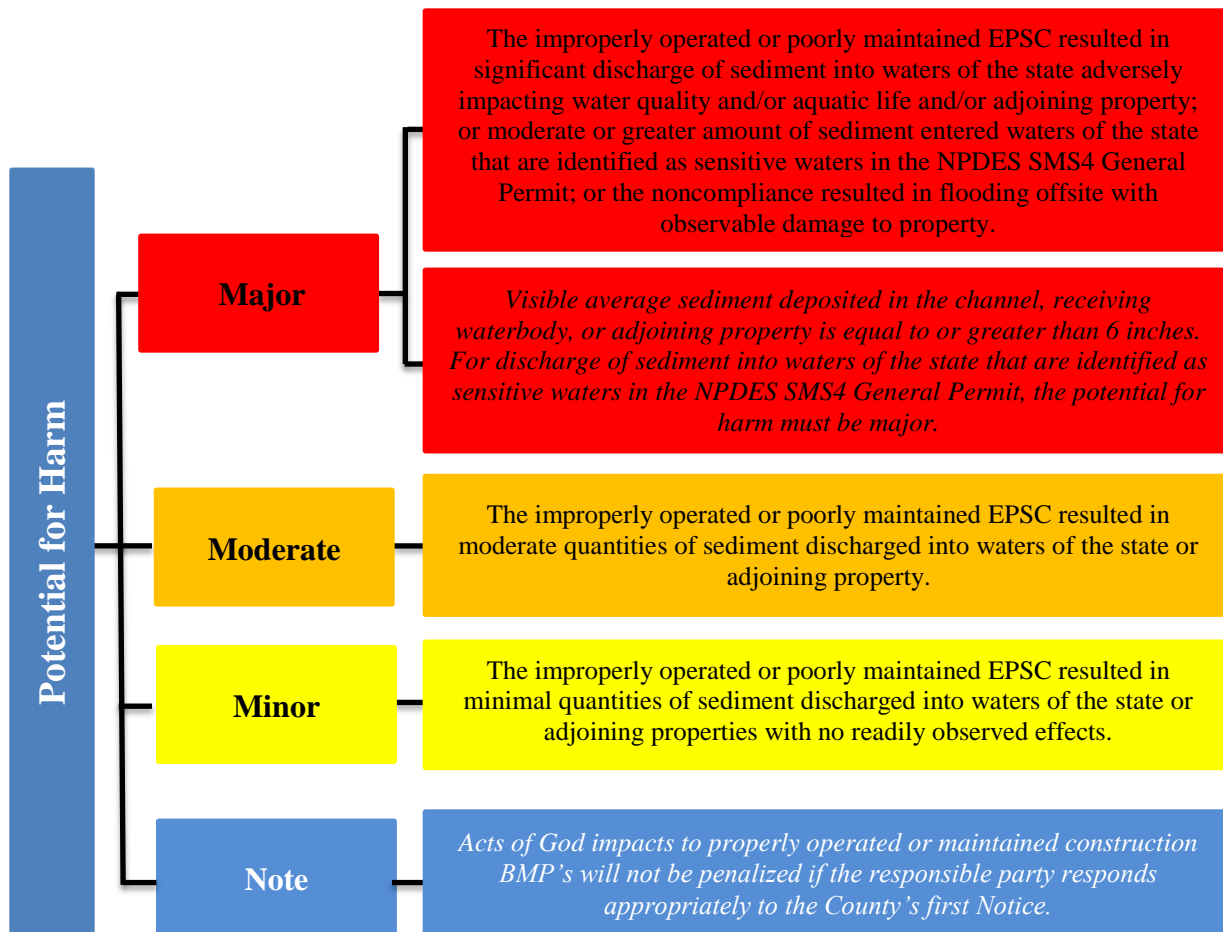 Potential for Harm
Major
The improperly operated or poorly maintained EPSC resulted in
significant discharge of sediment into waters of the state adversely
impacting water quality and/or aquatic life and/or adjoining property;
or moderate or greater amount of sediment entered waters of the state
that are identified as sensitive waters in the NPDES SMS4 General
Permit; or the noncompliance resulted in flooding offsite with
observable damage to property.
Visible average sediment deposited in the channel, receiving
waterbody, or adjoining property is equal to or greater than 6 inches.
For discharge of sediment into waters of the state that are identified as
sensitive waters in the NPDES SMS4 General Permit, the potential for
harm must be major.
Moderate
The improperly operated or poorly maintained EPSC resulted in
moderate quantities of sediment discharged into waters of the state or
adjoining property.
Minor
The improperly operated or poorly maintained EPSC resulted in
minimal quantities of sediment discharged into waters of the state or
adjoining properties with no readily observed effects.
Note
Acts of God impacts to properly operated or maintained construction
BMP's will not be penalized if the responsible party responds
appropriately to the County's first Notice.